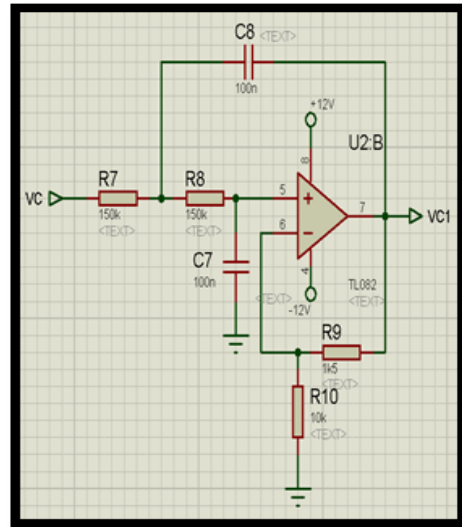 C8
<TEXT>
100n
+12V
U2:B
8
R7
R8
VC
5
7
VC1
150k
150k
<TEXT>
<TEXT>
6
C7
100n
4
TL082
<TEXT>
<TEXT>
-12V
R9
1k5
<TEXT>
R10
10k
<TEXT>